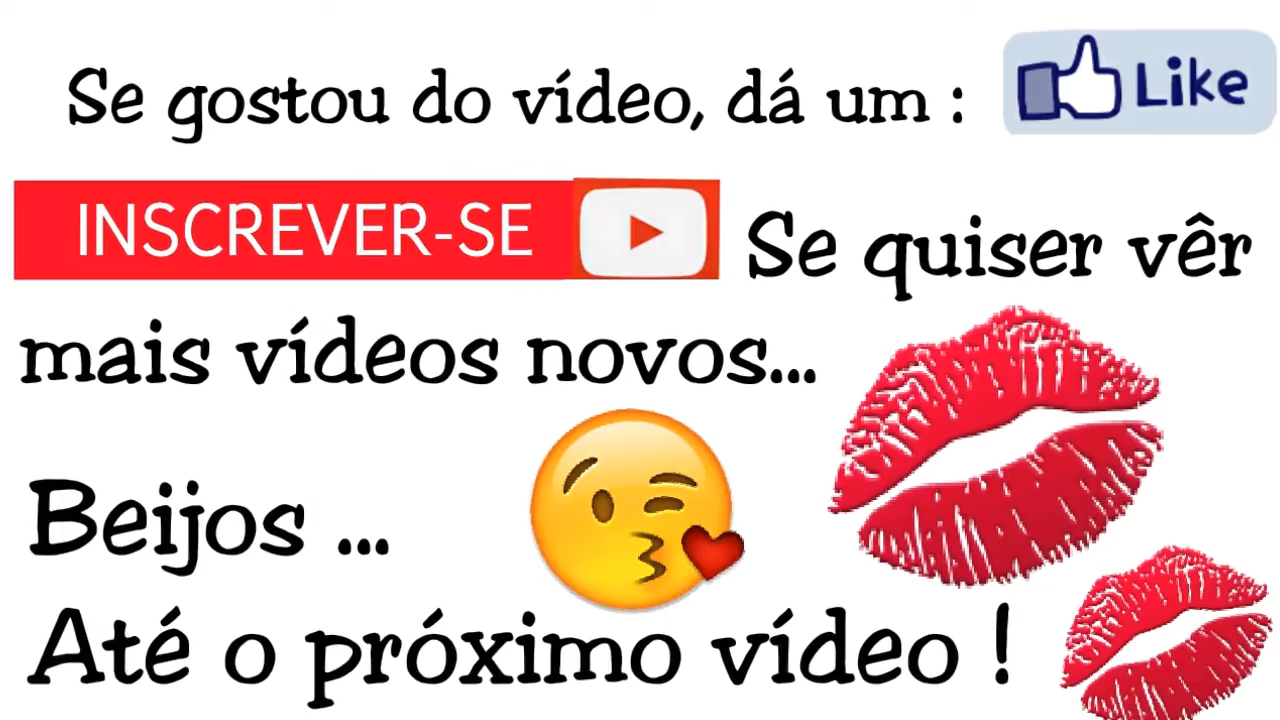 Se gostou do vídeo, dá um : Like
INSCREVER-SE Se quiser vêr
mais vídeos novos...
Beijos ...
Até o próximo vídeo !